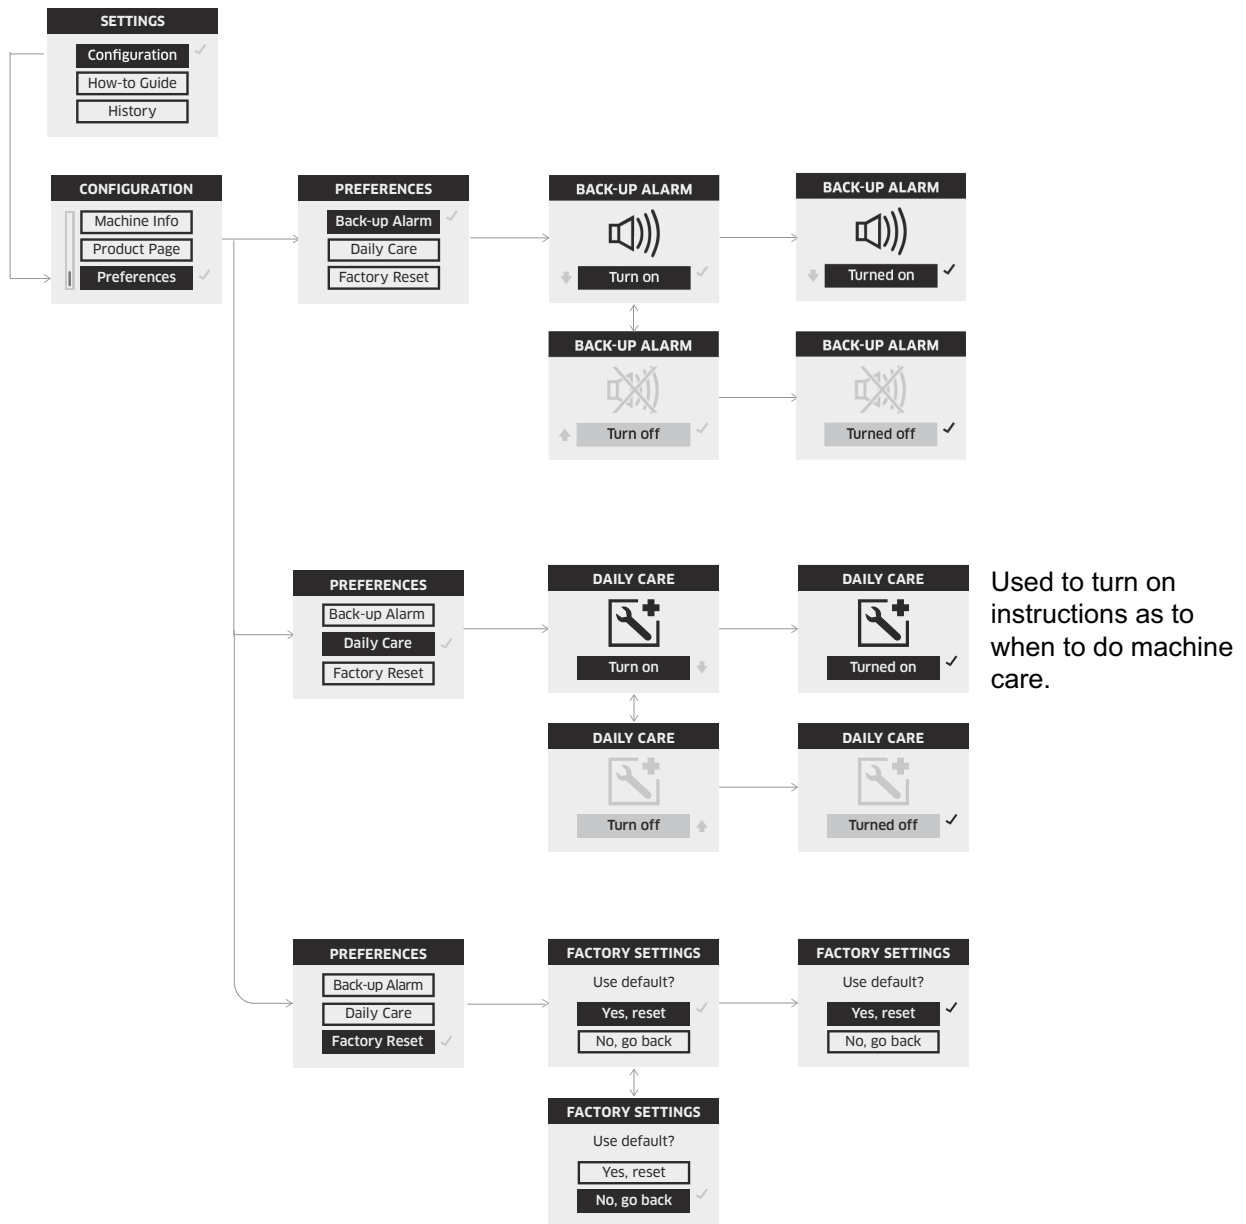 SETTINGS
Configuration
How-to Guide
History
CONFIGURATION
Machine Info
Product Page
Preferences
PREFERENCES
Back-up Alarm
Daily Care
Factory Reset
BACK-UP ALARM
Turn on
BACK-UP ALARM
Turned on
BACK-UP ALARM
Turn off
BACK-UP ALARM
Turned off
PREFERENCES
Back-up Alarm
Daily Care
Factory Reset
DAILY CARE
Turn on
DAILY CARE
Turned on
Used to turn on
instructions as to
when to do machine
care.
DAILY CARE
Turn off
DAILY CARE
Turned off
PREFERENCES
Back-up Alarm
Daily Care
Factory Reset
FACTORY SETTINGS
Use default?
Yes, reset
No, go back
FACTORY SETTINGS
Use default?
Yes, reset
No, go back
FACTORY SETTINGS
Use default?
Yes, reset
No, go back